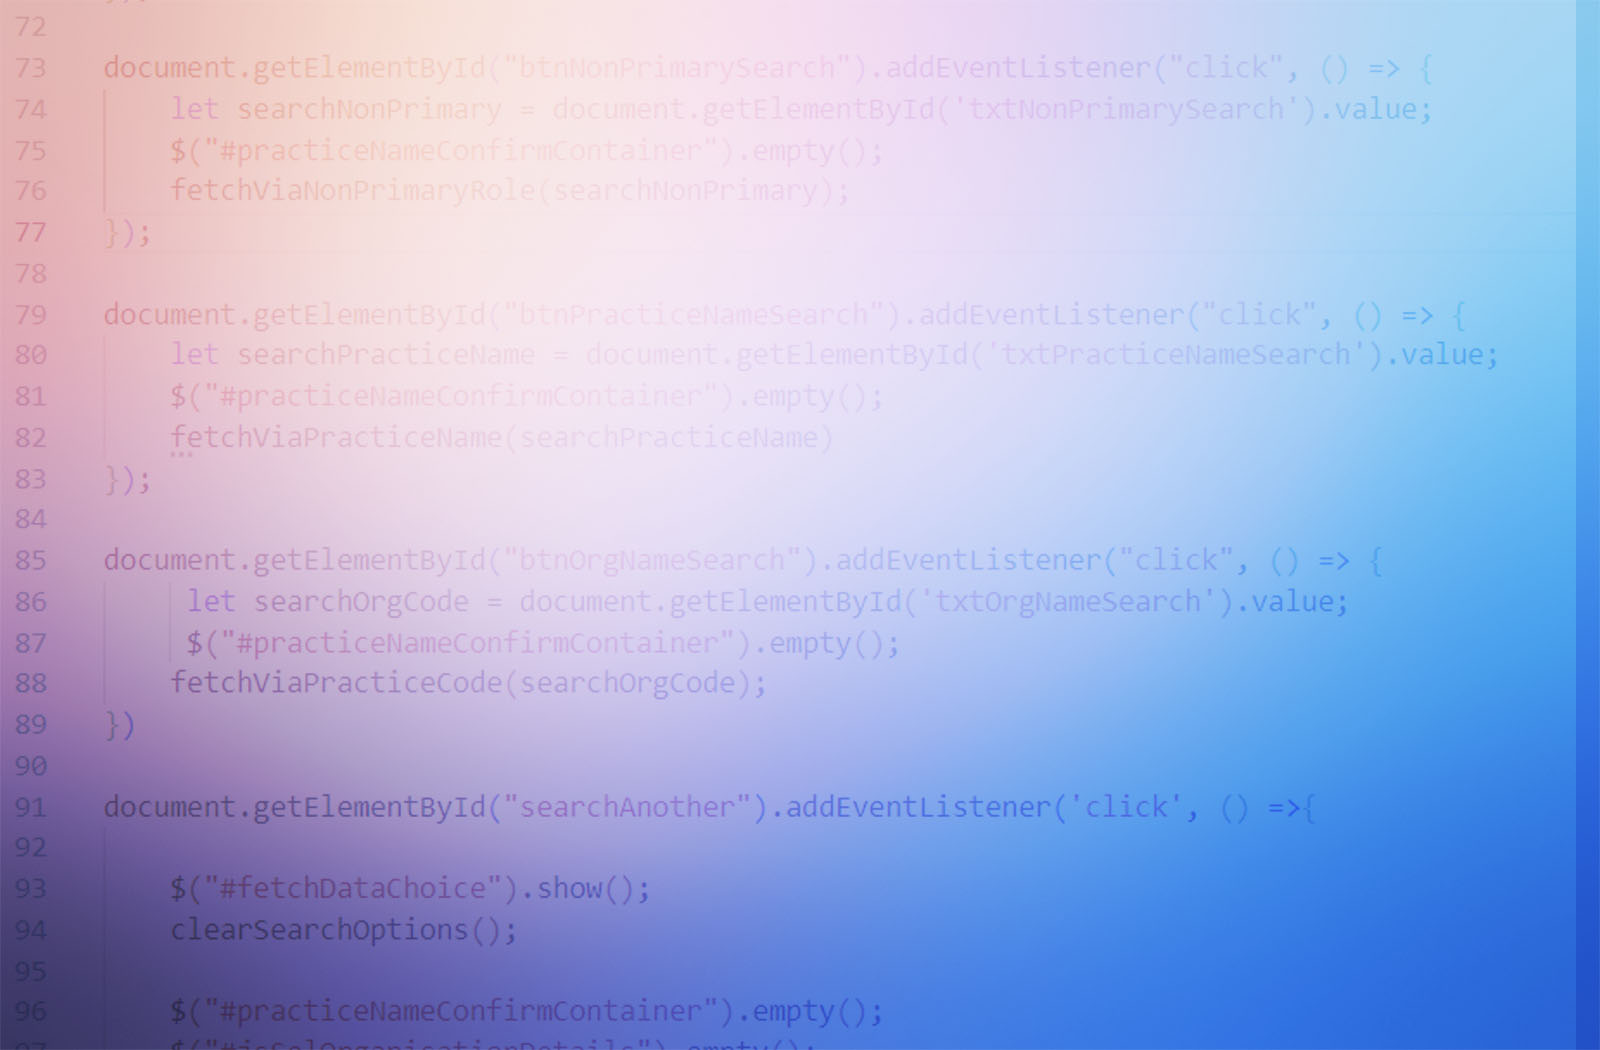 72
73 document.getElementById("btnNonPrimarySearch").addEventListener("click", () => {
74 let searchNonPrimary = document.getElementById('txtNonPrimarySearch').value;
75 $("#practiceNameConfirmContainer").empty();
76 fetchViaNonPrimaryRole(searchNonPrimary);
77 });
78
79 document.getElementById("btnPracticeNameSearch").addEventListener("click", () => {
80 let searchPracticeName = document.getElementById('txtPracticeNameSearch').value;
81 $("#practiceNameConfirmContainer").empty();
82 fetchViaPracticeName(searchPracticeName)
83 });
84
85 document.getElementById("btnOrgNameSearch").addEventListener("click", () => {
86 let searchOrgCode = document.getElementById('txtOrgNameSearch').value;
87 $("#practiceNameConfirmContainer").empty();
88 fetchViaPracticeCode(searchOrgCode);
89 })
90
91 document.getElementById("searchAnother").addEventListener('click', () =>{
92
93 $("#fetchDataChoice").show();
94 clearSearchOptions();
95
96 $("#practiceNameConfirmContainer").empty();